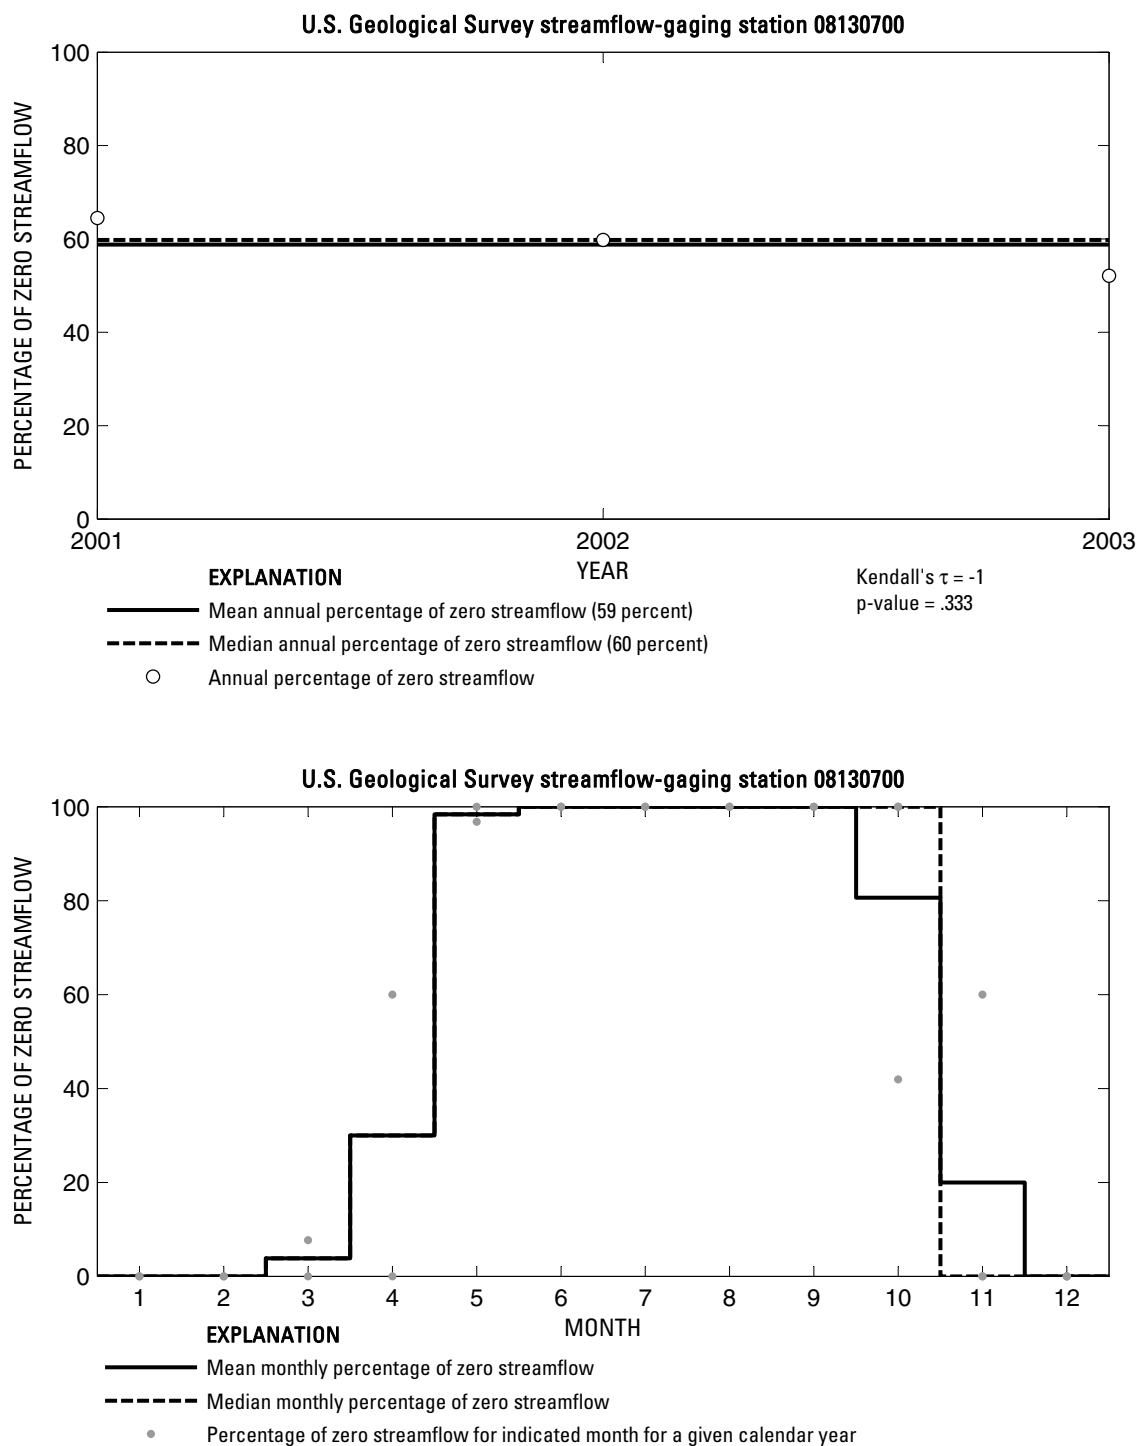 U.S. Geological Survey streamflow-gaging station 08130700
PERCENTAGE OF ZERO STREAMFLOW
100
80
60
40
20
0
2001 2002 2003
YEAR
EXPLANATION
Mean annual percentage of zero streamflow (59 percent)
Median annual percentage of zero streamflow (60 percent)
Annual percentage of zero streamflow
Kendall's τ = -1
p-value = .333
U.S. Geological Survey streamflow-gaging station 08130700
PERCENTAGE OF ZERO STREAMFLOW
100
80
60
40
20
0
1 2 3 4 5 6 7 8 9 10 11 12
MONTH
EXPLANATION
Mean monthly percentage of zero streamflow
Median monthly percentage of zero streamflow
Percentage of zero streamflow for indicated month for a given calendar year